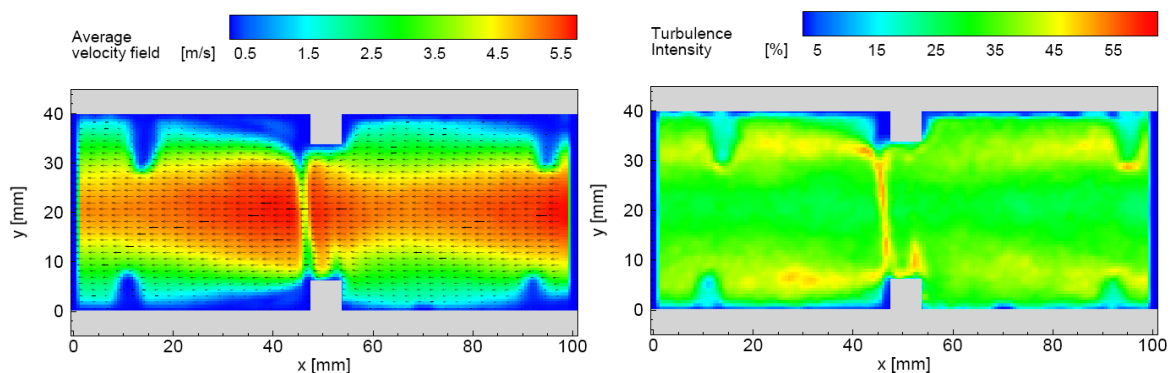 Average
velocity field [m/s]
0.5 1.5 2.5 3.5 4.5 5.5
y [mm]
40
30
20
10
0
0 20 40 60 80 100
x [mm]
Turbulence
Intensity [%]
5 15 25 35 45 55
y [mm]
40
30
20
10
0
0 20 40 60 80 100
x [mm]